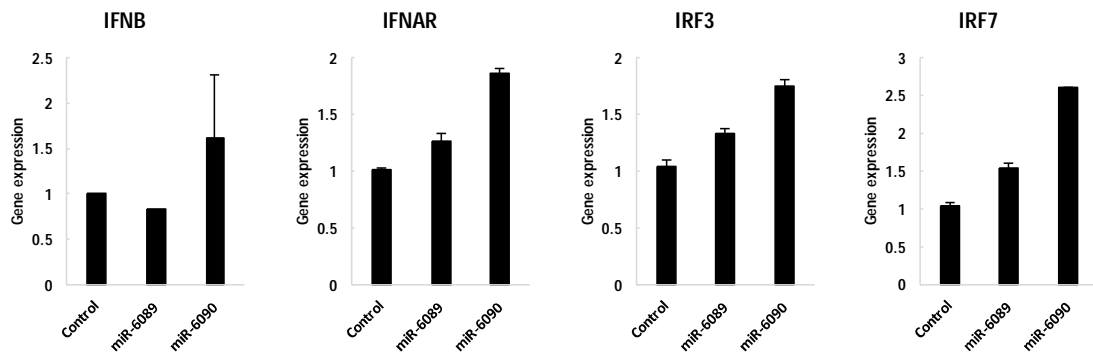 IFNB
Gene expression
2.5
2
1.5
1
0.5
0
Control
miR-6089
miR-6090
IFNAR
Gene expression
2
1.5
1
0.5
0
Control
miR-6089
miR-6090
IRF3
Gene expression
2
1.5
1
0.5
0
Control
miR-6089
miR-6090
IRF7
Gene expression
3
2.5
2
1.5
1
0.5
0
Control
miR-6089
miR-6090